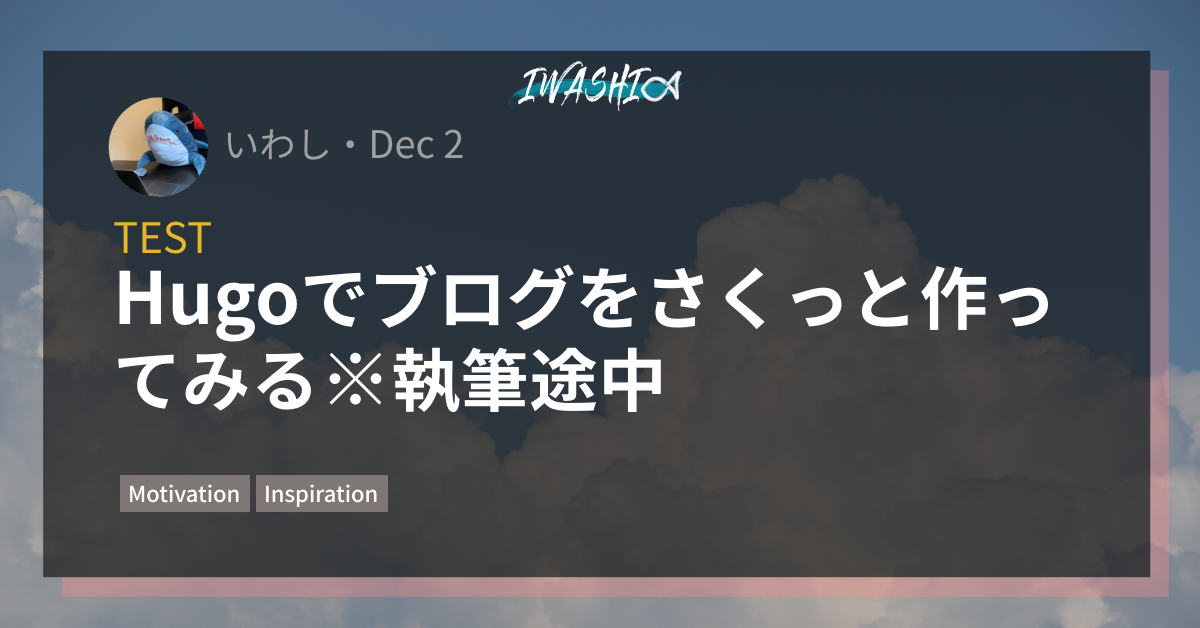 IWASHI
いわし・Dec 2
TEST
Hugoでブログをさくっと作っ
てみる※執筆途中
Motivation Inspiration